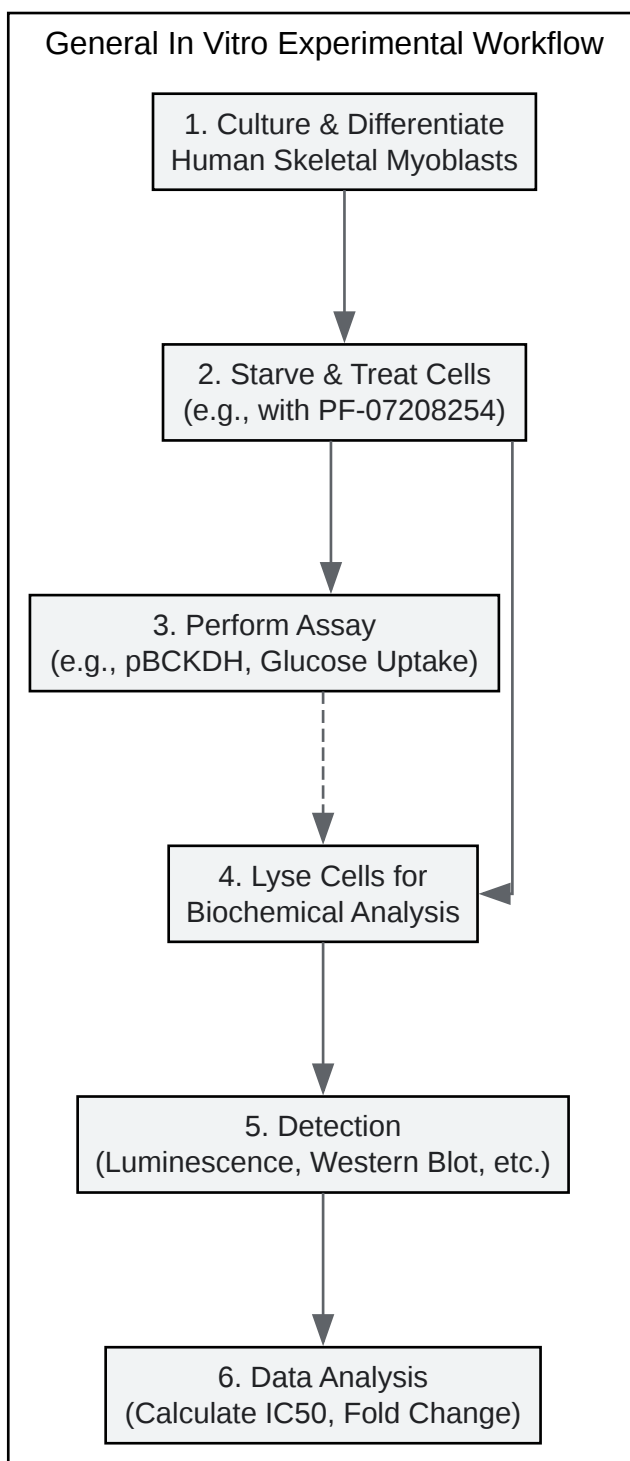 General In Vitro Experimental Workflow
1. Culture & Differentiate
Human Skeletal Myoblasts
2. Starve & Treat Cells
(e.g., with PF-07208254)
3. Perform Assay
(e.g., pBCKDH, Glucose Uptake)
4. Lyse Cells for
Biochemical Analysis
5. Detection
(Luminescence, Western Blot, etc.)
6. Data Analysis
(Calculate IC50, Fold Change)